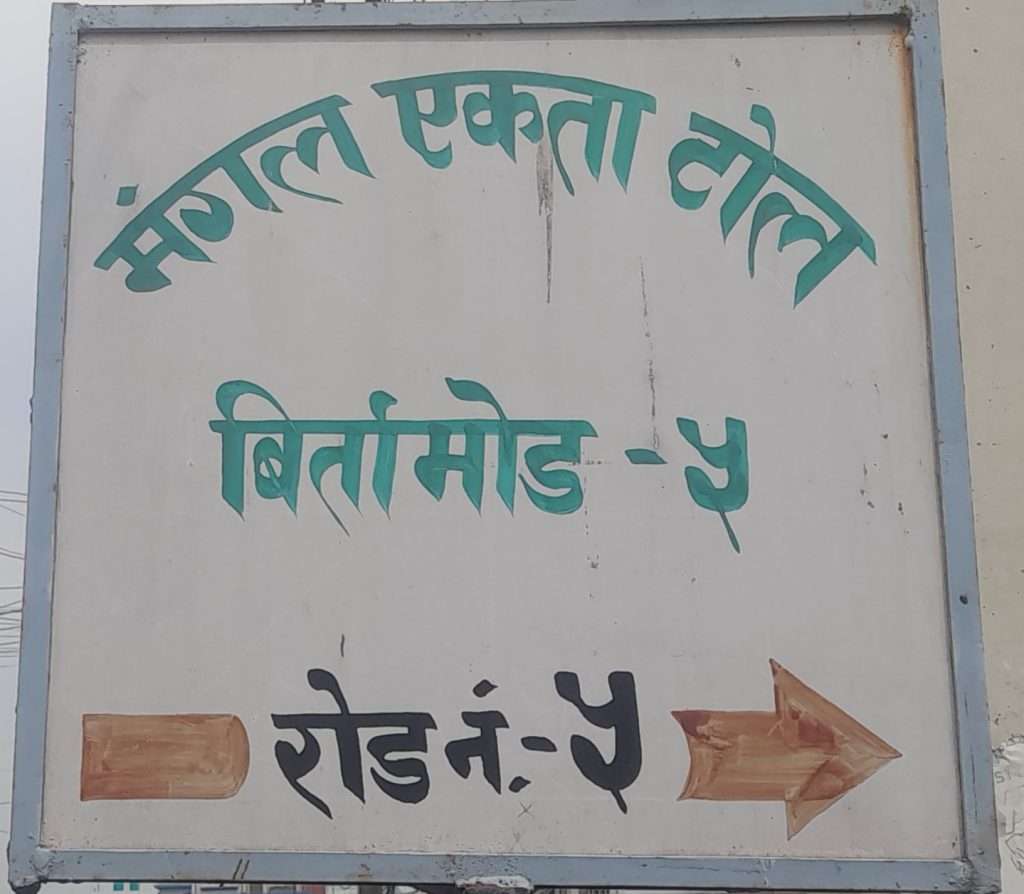 मंगल एकता टोल
बिर्तामोड - ५
रोड नं.- ५